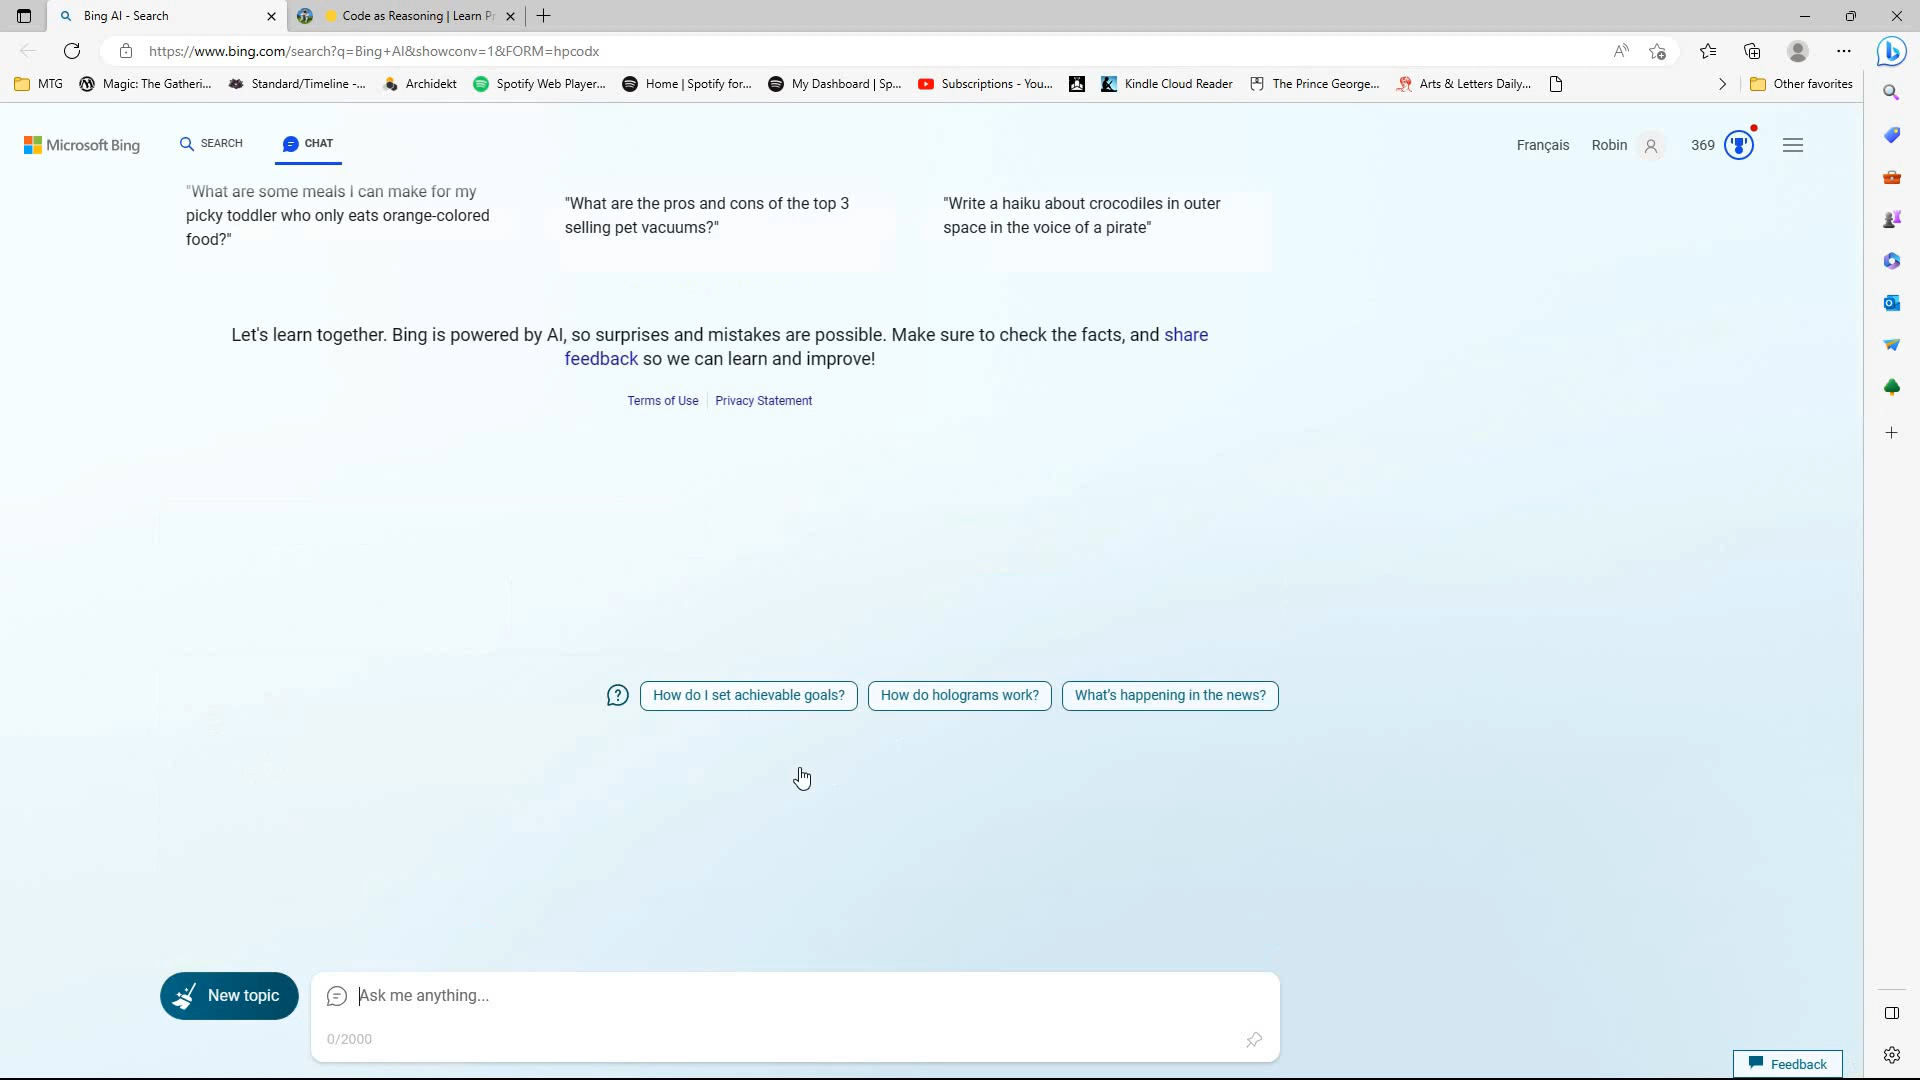 Bing AI - Search
Code as Reasoning | Learn Pr
https://www.bing.com/search?q=Bing+AI&showconv=1&FORM=hpcodx
MTG
Magic: The Gatheri...
Standard/Timeline -...
Archidekt
Spotify Web Player...
Home | Spotify for...
My Dashboard | Sp...
Subscriptions - You...
Kindle Cloud Reader
The Prince George...
Arts & Letters Daily...
Other favorites
Microsoft Bing
SEARCH
CHAT
Français
Robin
369
"What are some meals I can make for my
picky toddler who only eats orange-colored
food?"
"What are the pros and cons of the top 3
selling pet vacuums?"
"Write a haiku about crocodiles in outer
space in the voice of a pirate"
Let's learn together. Bing is powered by AI, so surprises and mistakes are possible. Make sure to check the facts, and share
feedback so we can learn and improve!
Terms of Use
Privacy Statement
How do I set achievable goals?
How do holograms work?
What's happening in the news?
New topic
Ask me anything...
0/2000
Feedback